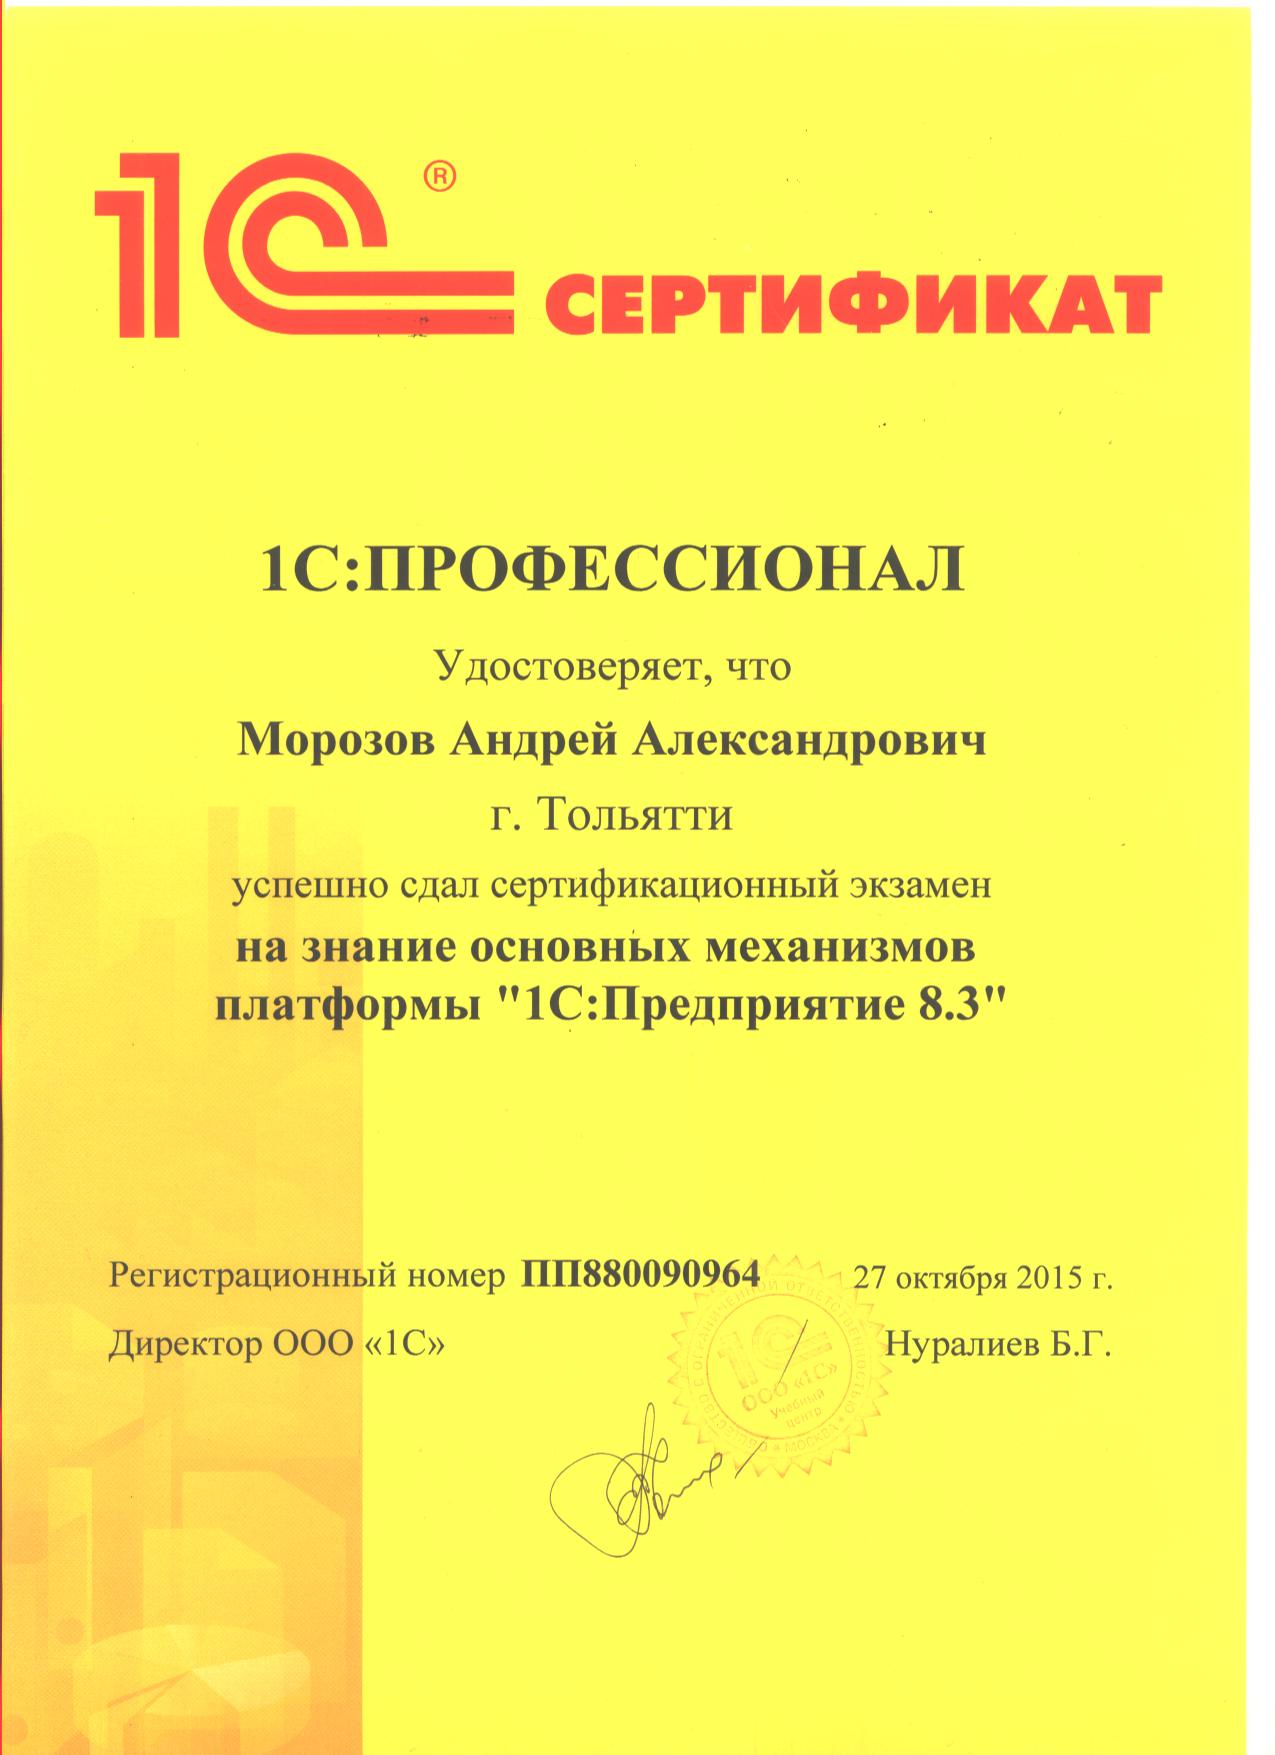 1С® СЕРТИФИКАТ
1С:ПРОФЕССИОНАЛ
Удостоверяет, что
Морозов Андрей Александрович
г. Тольятти
успешно сдал сертификационный экзамен
на знание основных механизмов
платформы "1С:Предприятие 8.3"
Регистрационный номер ПП880090964 27 октября 2015 г.
Директор ООО «1С» Нуралиев Б.Г.
ОБЩЕСТВО С ОГРАНИЧЕННОЙ ОТВЕТСТВЕННОСТЬЮ * МОСКВА *
1С
ООО «1С»
Учебный
центр